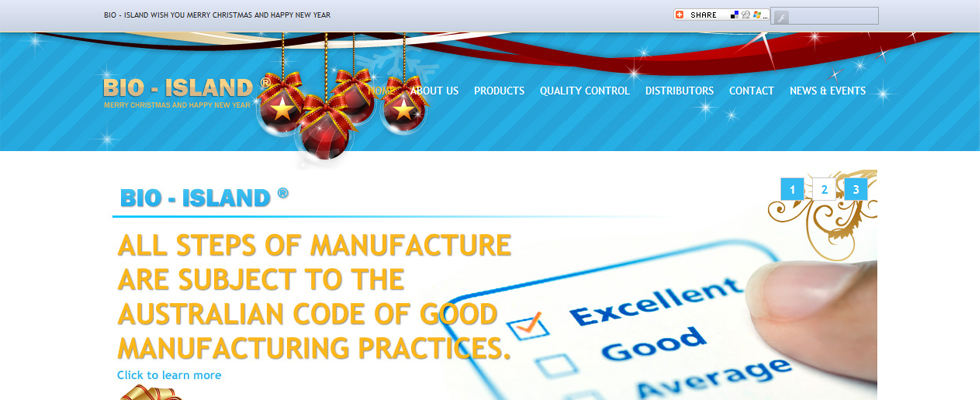 BIO - ISLAND WISH YOU MERRY CHRISTMAS AND HAPPY NEW YEAR
SHARE
BIO - ISLAND ®
MERRY CHRISTMAS AND HAPPY NEW YEAR
HOME ABOUT US PRODUCTS QUALITY CONTROL DISTRIBUTORS CONTACT NEWS & EVENTS
BIO - ISLAND ®
1 2 3
ALL STEPS OF MANUFACTURE
ARE SUBJECT TO THE
AUSTRALIAN CODE OF GOOD
MANUFACTURING PRACTICES.
Click to learn more
Excellent
Good
Average